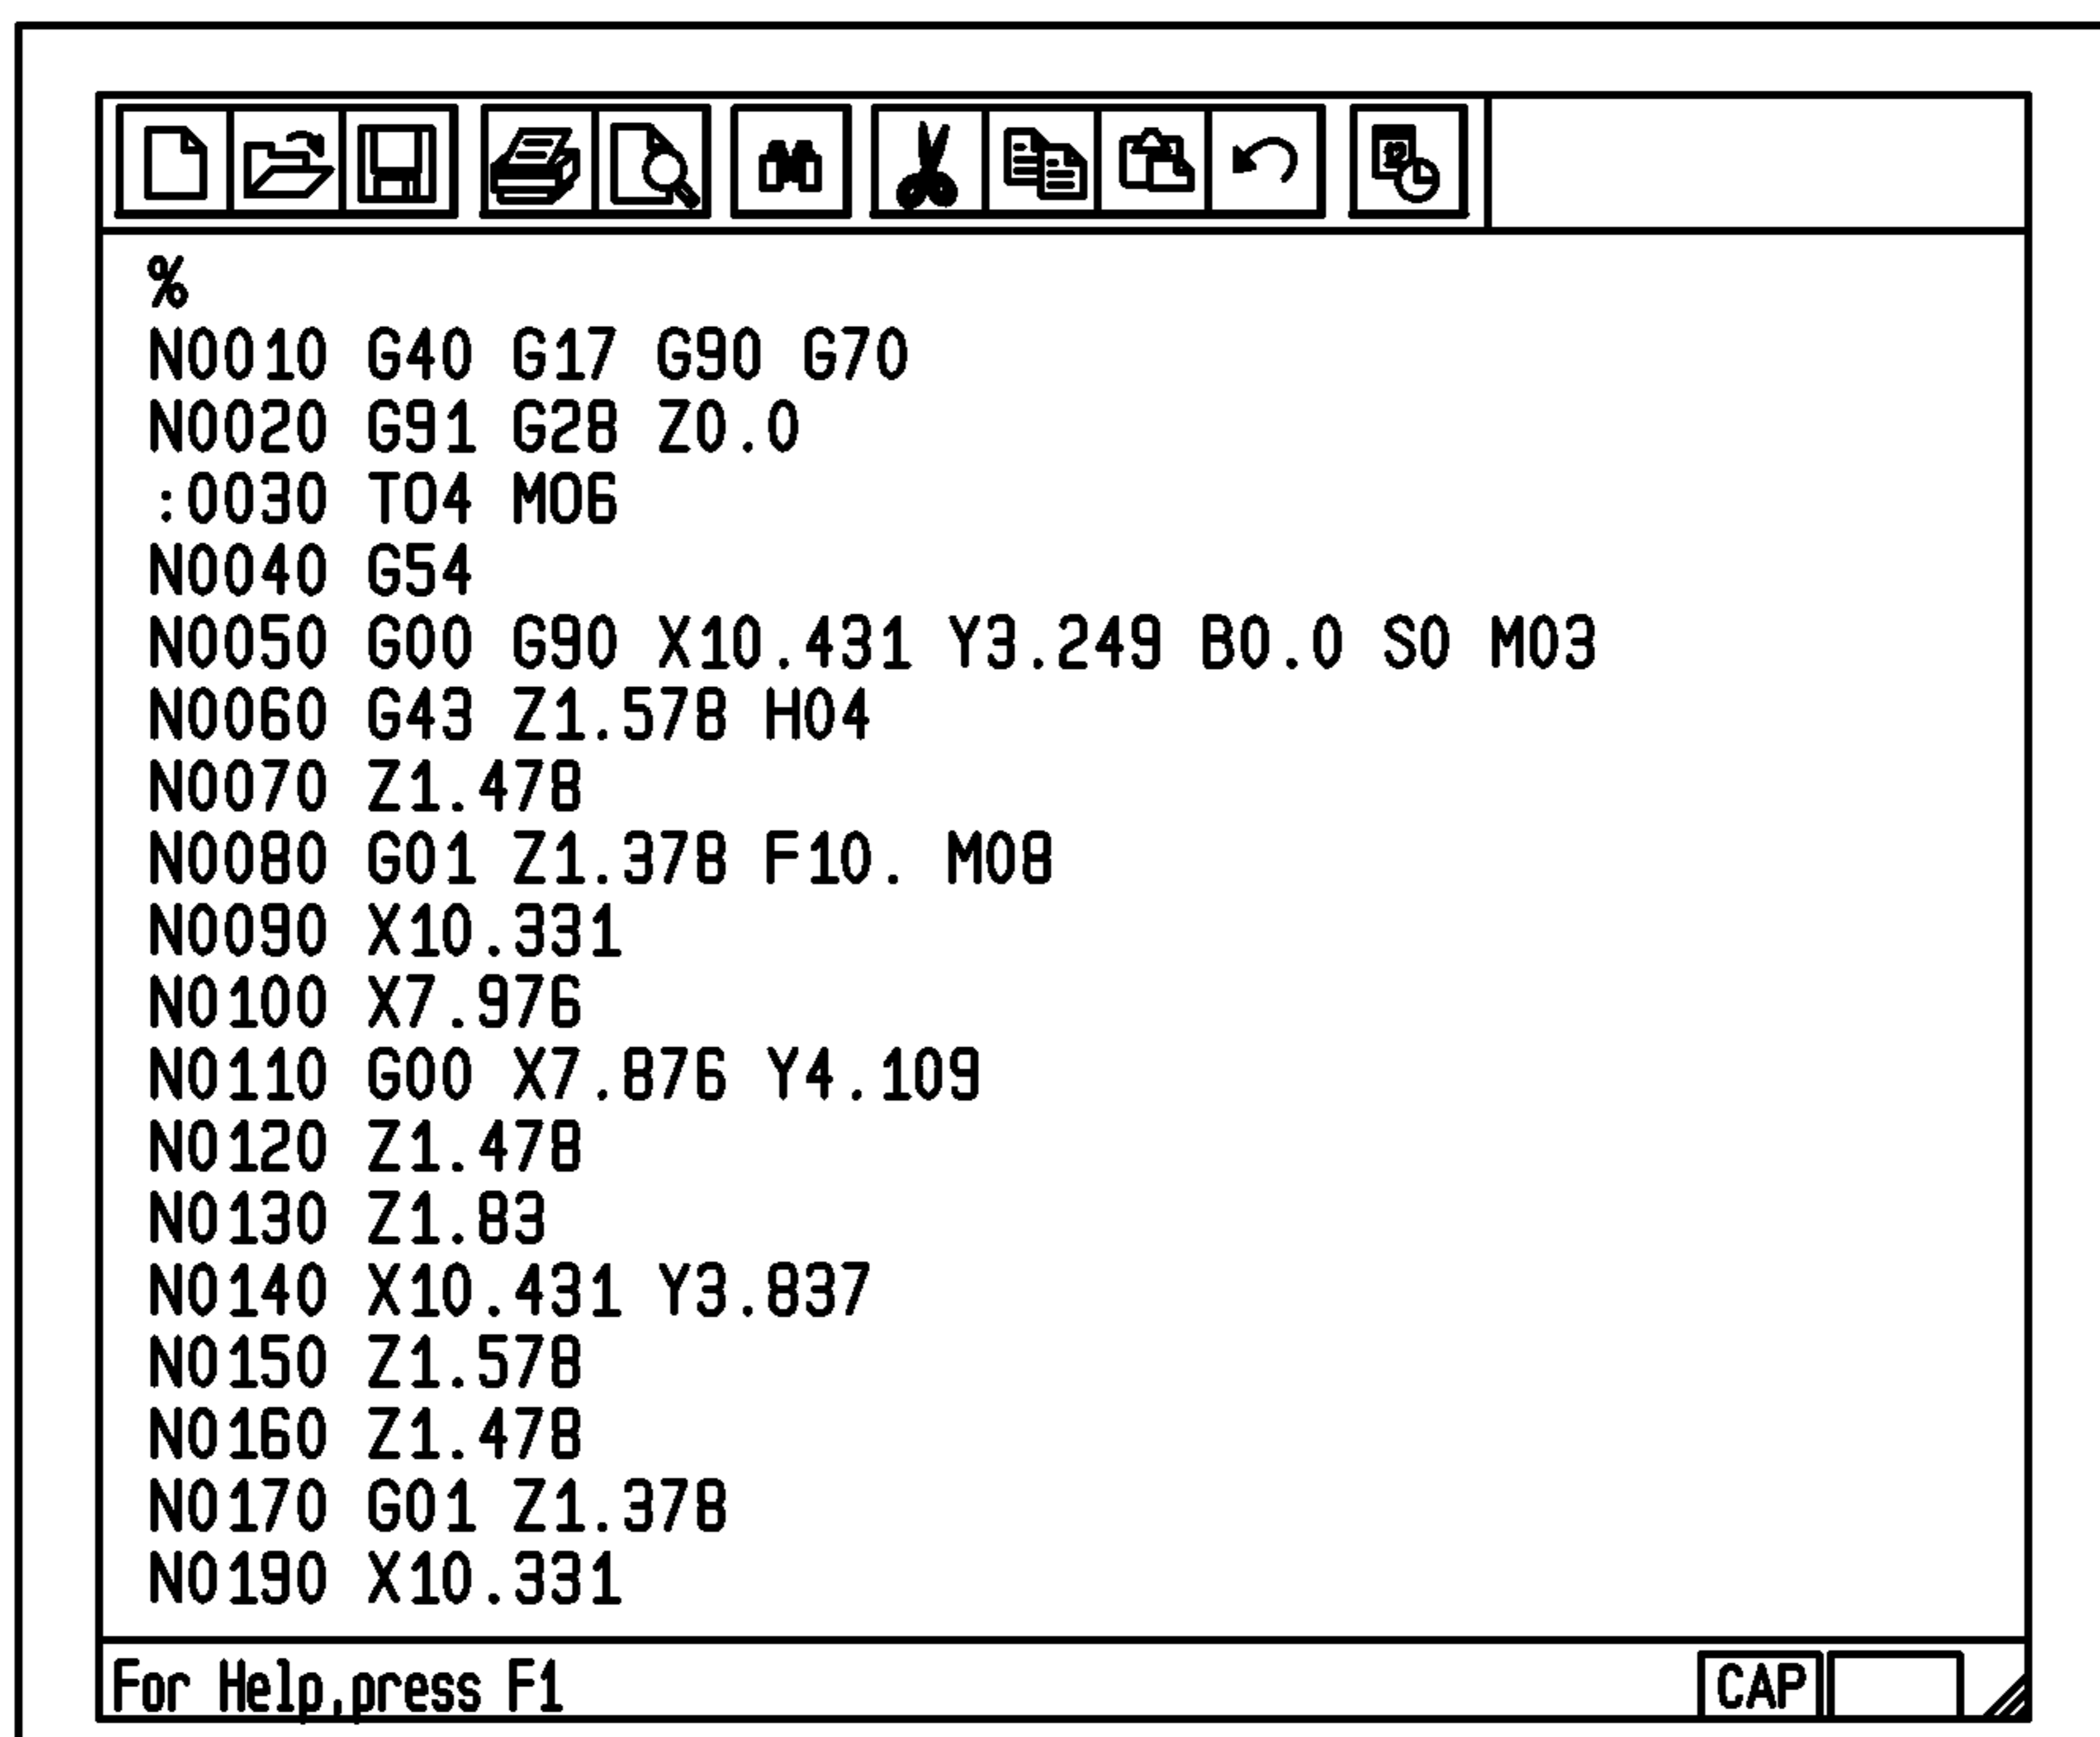 %
N0010 G40 G17 G90 G70
N0020 G91 G28 Z0.0
:0030 T04 M06
N0040 G54
N0050 G00 G90 X10.431 Y3.249 B0.0 S0 M03
N0060 G43 Z1.578 H04
N0070 Z1.478
N0080 G01 Z1.378 F10. M08
N0090 X10.331
N0100 X7.976
N0110 G00 X7.876 Y4.109
N0120 Z1.478
N0130 Z1.83
N0140 X10.431 Y3.837
N0150 Z1.578
N0160 Z1.478
N0170 G01 Z1.378
N0190 X10.331
For Help,press F1 CAP